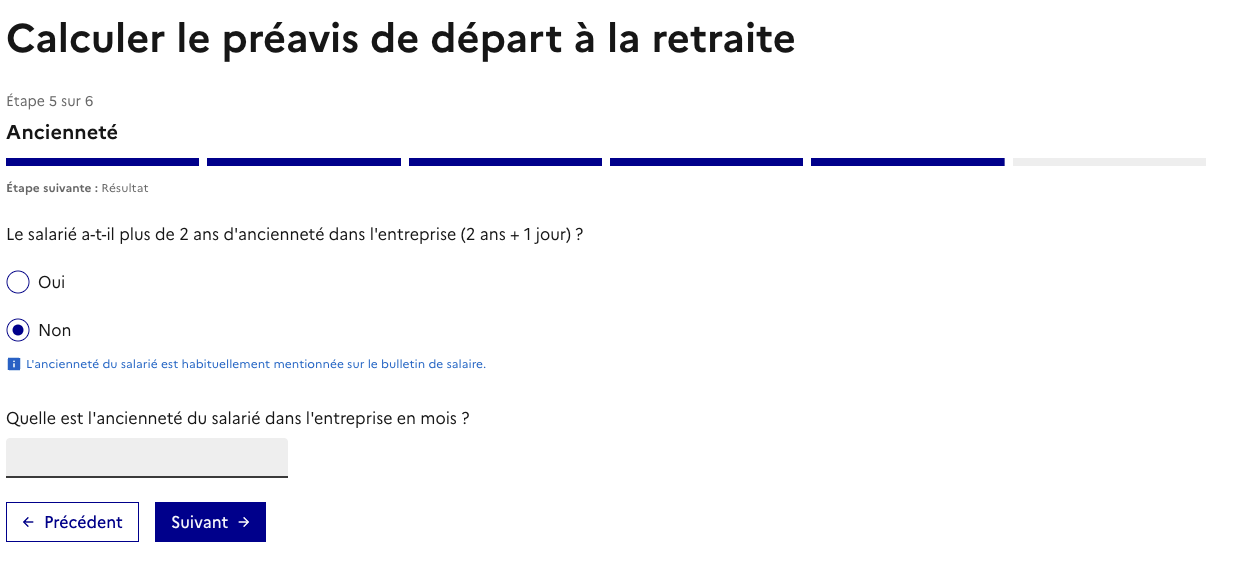 Calculer le préavis de départ à la retraite
Étape 5 sur 6
Ancienneté
Étape suivante : Résultat
Le salarié a-t-il plus de 2 ans d'ancienneté dans l'entreprise (2 ans + 1 jour) ?
Oui
Non
L'ancienneté du salarié est habituellement mentionnée sur le bulletin de salaire.
Quelle est l'ancienneté du salarié dans l'entreprise en mois ?
← Précédent Suivant →